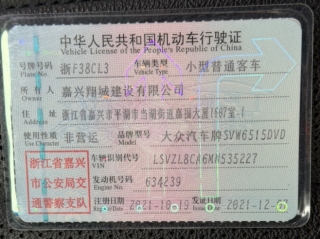 中华人民共和国机动车行驶证
Vehicle License of the People's Republic of China
号牌号码 浙F38CL3 车辆类型 小型普通客车
Plate No. Vehicle Type
所有人 嘉兴翔城建设有限公司
Owner
住址 浙江省嘉兴市平湖市当湖街道嘉福大厦1607室-1
Address
使用性质 非营运 品牌型号 大众汽车牌SVW6515DVD
Use Character Model
浙江省嘉兴
市公安局交
通警察支队
车辆识别代号 LSVZL8CA6KN535227
VIN
发动机号码 634239
Engine No.
注册日期 2021-10-19 发证日期 2021-12-
Register Date Issue Date